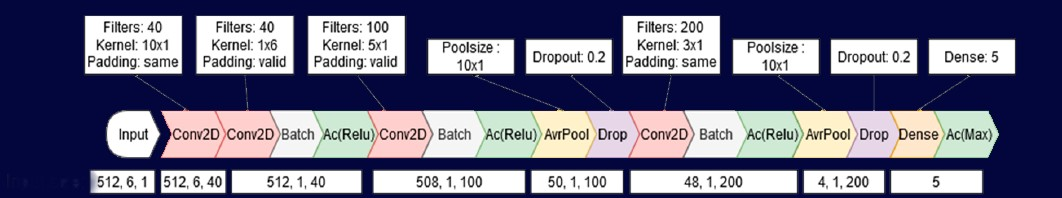 Filters: 40
Kernel: 10x1
Padding: same
Filters: 40
Kernel: 1x6
Padding: valid
Filters: 100
Kernel: 5x1
Padding: valid
Poolsize :
10x1
Dropout: 0.2
Filters: 200
Kernel: 3x1
Padding: same
Poolsize :
10x1
Dropout: 0.2
Dense: 5
Input Conv2D Conv2D Batch Ac(Relu) Conv2D Batch Ac(Relu) AvrPool Drop Conv2D Batch Ac(Relu) AvrPool Drop Dense Ac(Max)
512, 6, 1 512, 6, 40 512, 1, 40 508, 1, 100 50, 1, 100 48, 1, 200 4, 1, 200 5